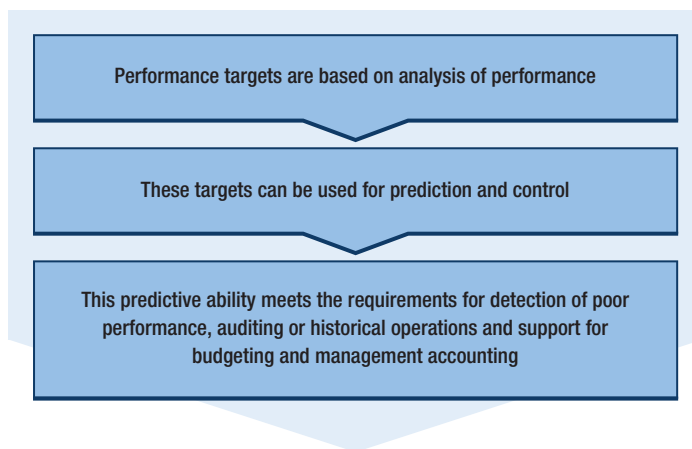 Performance targets are based on analysis of performance
These targets can be used for prediction and control
This predictive ability meets the requirements for detection of poor
performance, auditing or historical operations and support for
budgeting and management accounting